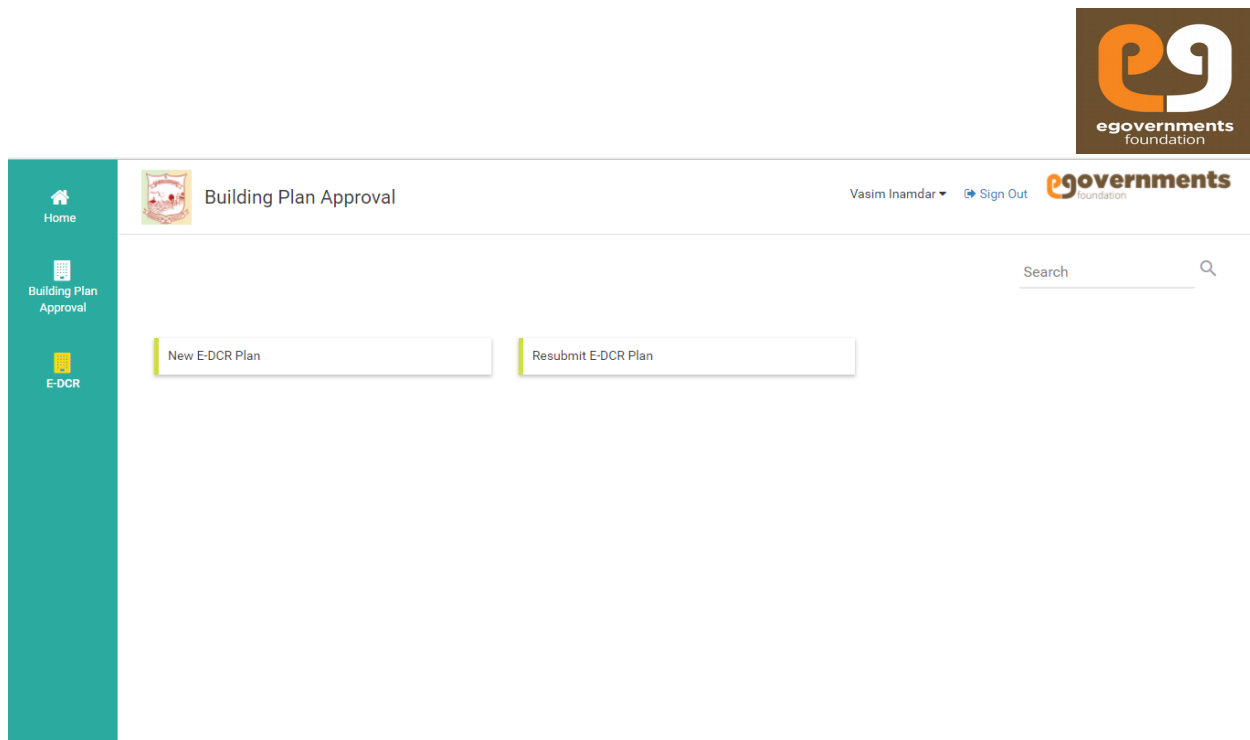 egovernments
foundation
Home
Building Plan Approval
Vasim Inamdar
Sign Out
egovernments
foundation
Search
Building Plan
Approval
New E-DCR Plan
Resubmit E-DCR Plan
E-DCR